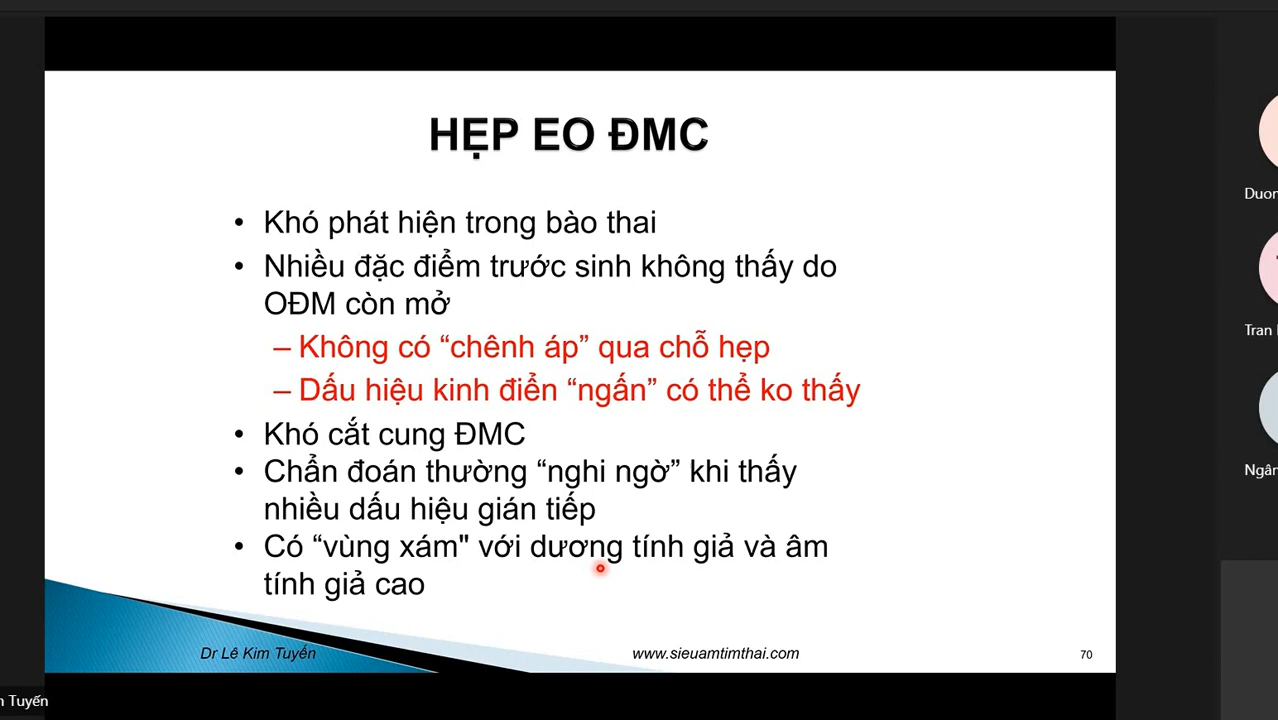 HẸP EO ĐMC
• Khó phát hiện trong bào thai
• Nhiều đặc điểm trước sinh không thấy do
OĐM còn mở
– Không có “chênh áp” qua chỗ hẹp
– Dấu hiệu kinh điển “ngấn” có thể ko thấy
• Khó cắt cung ĐMC
• Chẩn đoán thường “nghi ngờ” khi thấy
nhiều dấu hiệu gián tiếp
• Có “vùng xám" với dương tính giả và âm
tính giả cao
Dr Lê Kim Tuyến
www.sieuamtimthai.com
70
Tuyến
Tran
Ngân